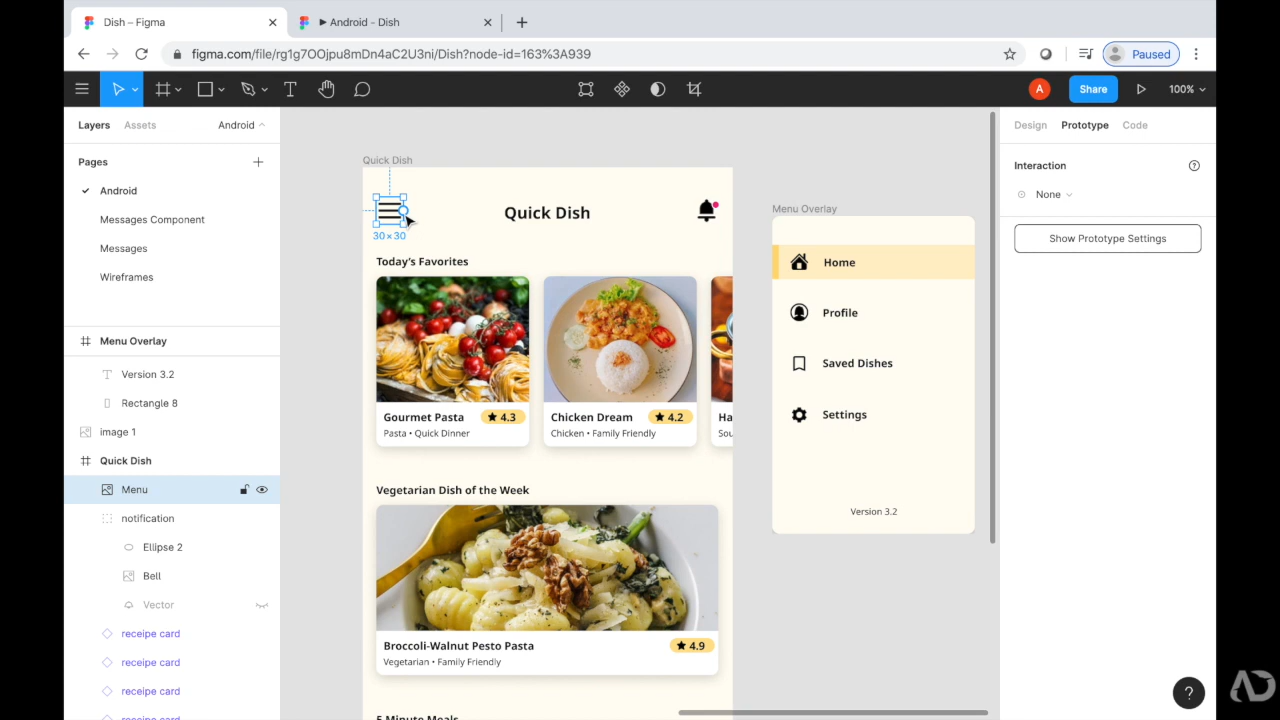 Dish – Figma
Android - Dish
figma.com/file/rg1g7OOjpu8mDn4aC2U3ni/Dish?node-id=163%3A939
Paused
A
Share
100%
Layers
Assets
Android
Design
Prototype
Code
Pages
Android
Messages Component
Messages
Wireframes
Menu Overlay
Version 3.2
Rectangle 8
image 1
Quick Dish
Menu
notification
Ellipse 2
Bell
Vector
receipe card
receipe card
receipe card
Quick Dish
30×30
Quick Dish
Today's Favorites
Gourmet Pasta
4.3
Pasta • Quick Dinner
Chicken Dream
4.2
Chicken • Family Friendly
Ha
Sou
Vegetarian Dish of the Week
Broccoli-Walnut Pesto Pasta
4.9
Vegetarian • Family Friendly
5 Minute Meals
Menu Overlay
Home
Profile
Saved Dishes
Settings
Version 3.2
Interaction
?
None
Show Prototype Settings
?